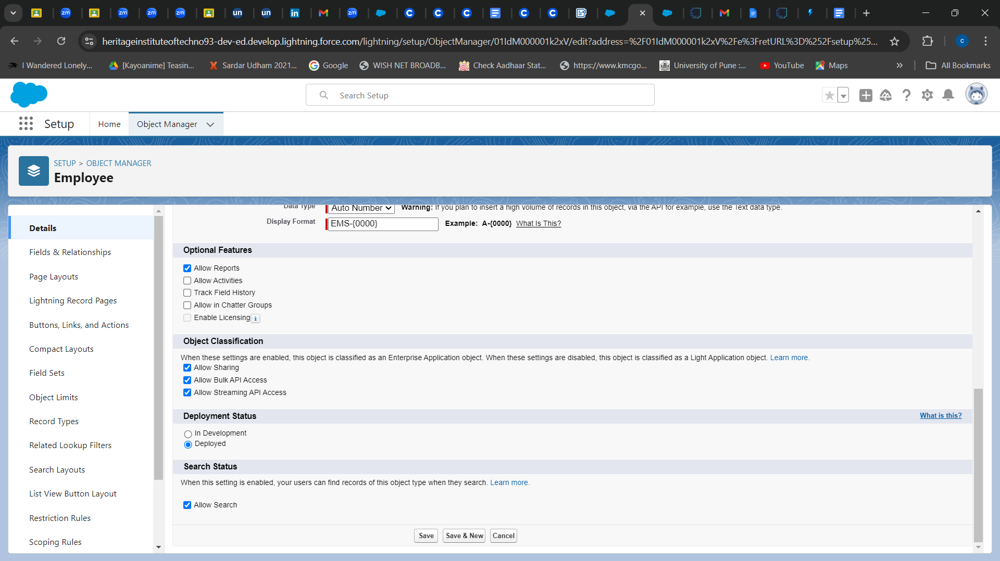 heritageinstituteoftechno93-dev-ed.develop.lightning.force.com/lightning/setup/ObjectManager/01IdM000001k2xV/edit?address=%2F01IdM000001k2xV%2Fe%3FretURL%3D%252Fsetup%25...
I Wandered Lonely...
[Kayoanime] Teasin...
Sardar Udham 2021...
Google
WISH NET BROADB...
Check Aadhaar Stat...
https://www.kmcgo...
University of Pune :...
YouTube
Maps
All Bookmarks
Search Setup
Setup
Home
Object Manager
SETUP > OBJECT MANAGER
Employee
Details
Fields & Relationships
Page Layouts
Lightning Record Pages
Buttons, Links, and Actions
Compact Layouts
Field Sets
Object Limits
Record Types
Related Lookup Filters
Search Layouts
List View Button Layout
Restriction Rules
Scoping Rules
Data Type Auto Number Warning: If you plan to insert a high volume of records in this object, via the API for example, use the Text data type.
Display Format EMS-{0000} Example: A-{0000} What Is This?
Optional Features
Allow Reports
Allow Activities
Track Field History
Allow in Chatter Groups
Enable Licensing i
Object Classification
When these settings are enabled, this object is classified as an Enterprise Application object. When these settings are disabled, this object is classified as a Light Application object. Learn more.
Allow Sharing
Allow Bulk API Access
Allow Streaming API Access
Deployment Status What is this?
In Development
Deployed
Search Status
When this setting is enabled, your users can find records of this object type when they search. Learn more.
Allow Search
Save Save & New Cancel